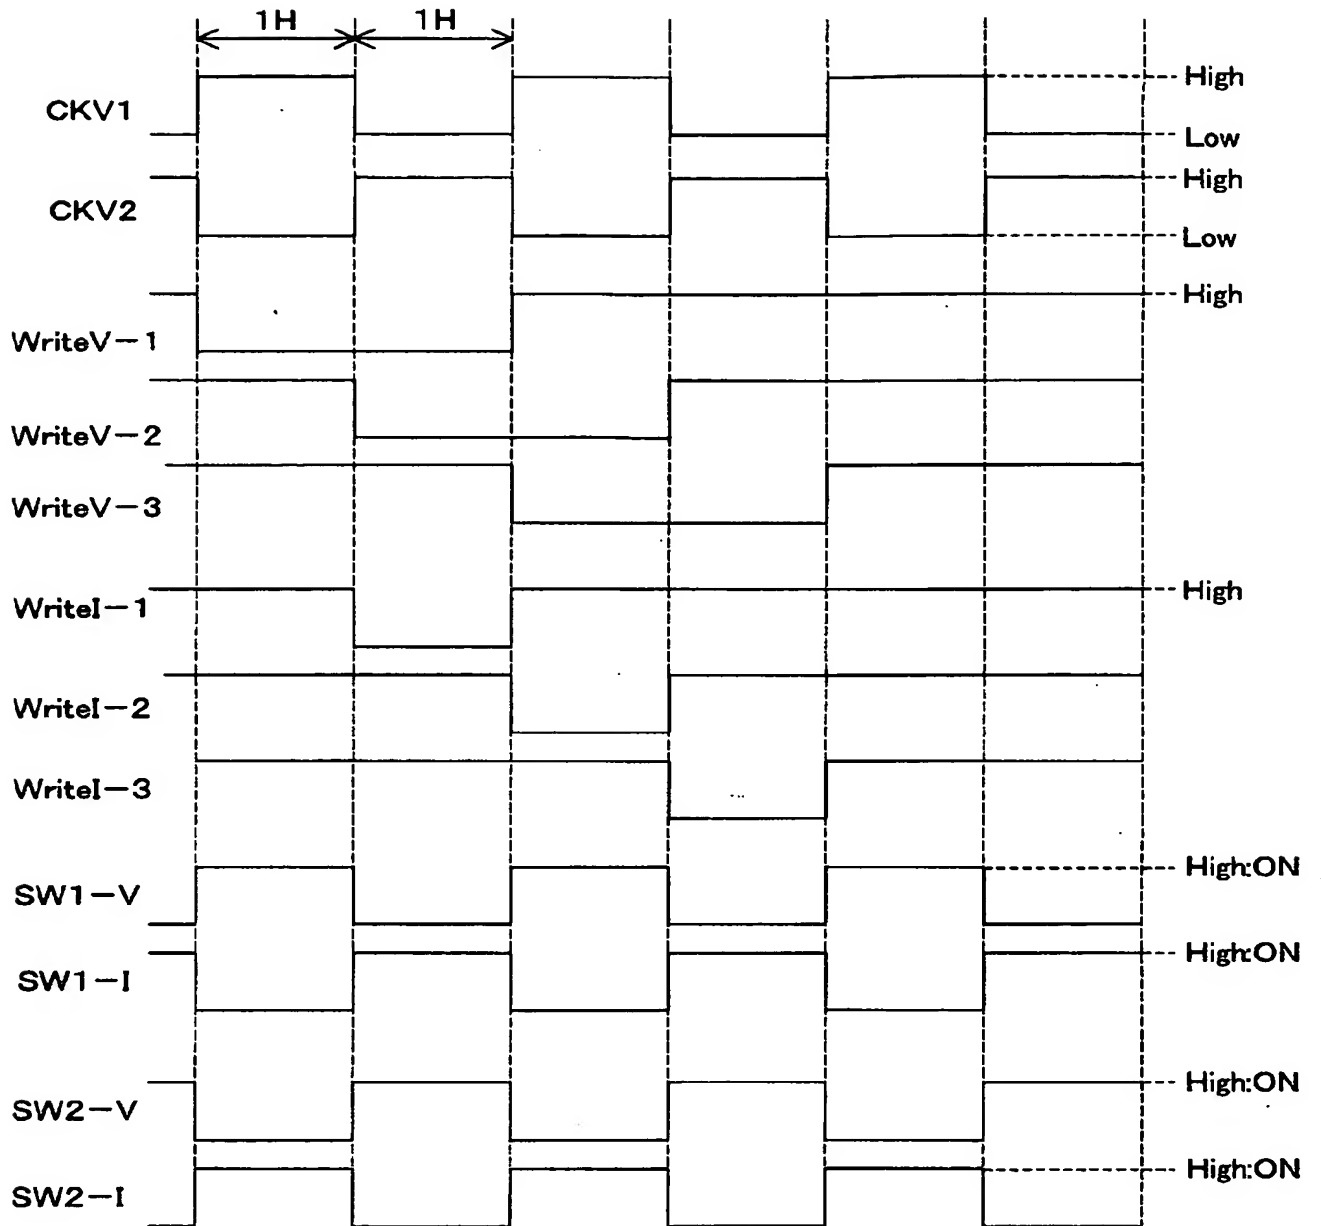 1H 1H
CKV1 High
Low
CKV2 High
Low
WriteV-1 High
WriteV-2
WriteV-3
WriteI-1 High
WriteI-2
WriteI-3
SW1-V High:ON
SW1-I High:ON
SW2-V High:ON
SW2-I High:ON